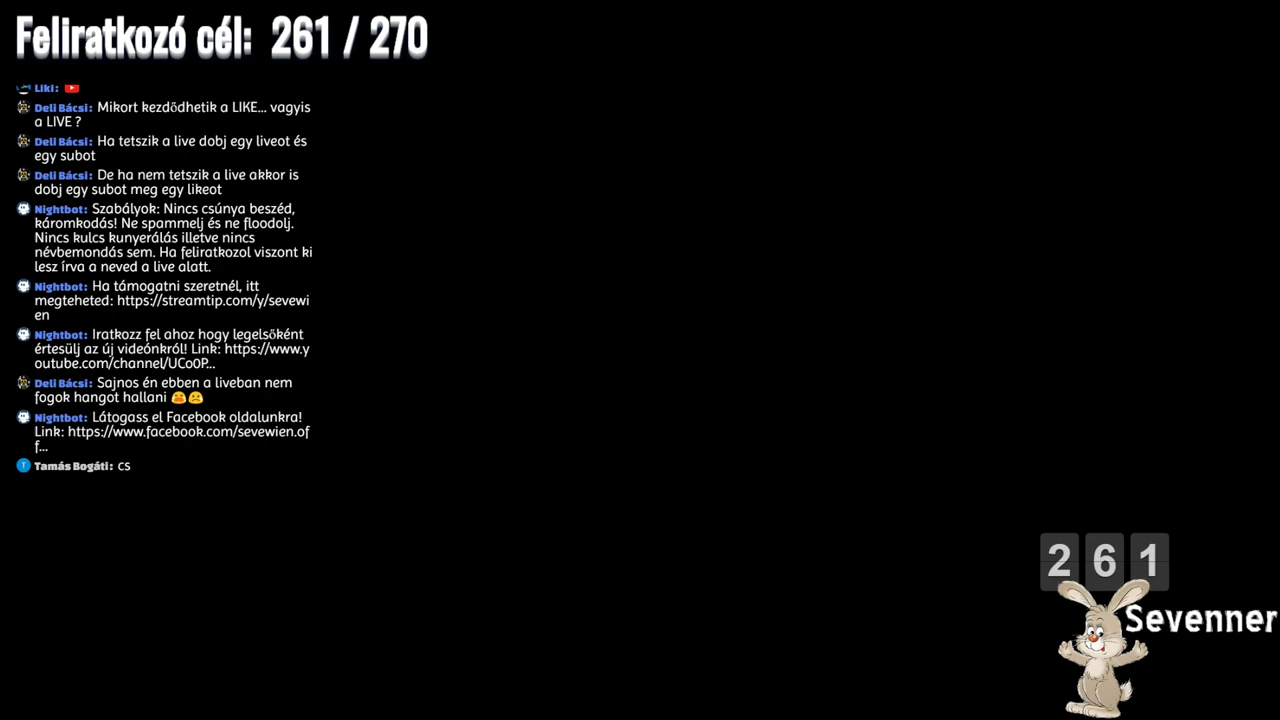 Feliratkozó cél: 261 / 270
Liki:
Deli Bácsi: Mikort kezdődhetik a LIKE... vagyis
a LIVE ?
Deli Bácsi: Ha tetszik a live dobj egy liveot és
egy subot
Deli Bácsi: De ha nem tetszik a live akkor is
dobj egy subot meg egy likeot
Nightbot: Szabályok: Nincs csúnya beszéd,
káromkodás! Ne spammelj és ne floodolj.
Nincs kulcs kunyerálás illetve nincs
névbemondás sem. Ha feliratkozol viszont ki
lesz írva a neved a live alatt.
Nightbot: Ha támogatni szeretnél, itt
megteheted: https://streamtip.com/y/sevewi
en
Nightbot: Iratkozz fel ahoz hogy legelsőként
értesülj az új videónkról! Link: https://www.y
outube.com/channel/UCo0P...
Deli Bácsi: Sajnos én ebben a liveban nem
fogok hangot hallani 😫☹️
Nightbot: Látogass el Facebook oldalunkra!
Link: https://www.facebook.com/sevewien.of
f...
T Tamás Bogáti: cs
261
Sevenner